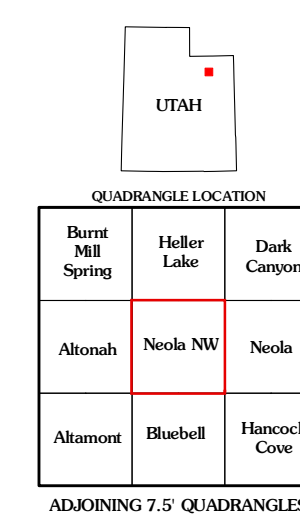 UTAH
QUADRANGLE LOCATION
Burnt
Mill
Spring
Heller
Lake
Dark
Canyon
Altonah
Neola NW
Neola
Altamont
Bluebell
Hancock
Cove
ADJOINING 7.5' QUADRANGLES